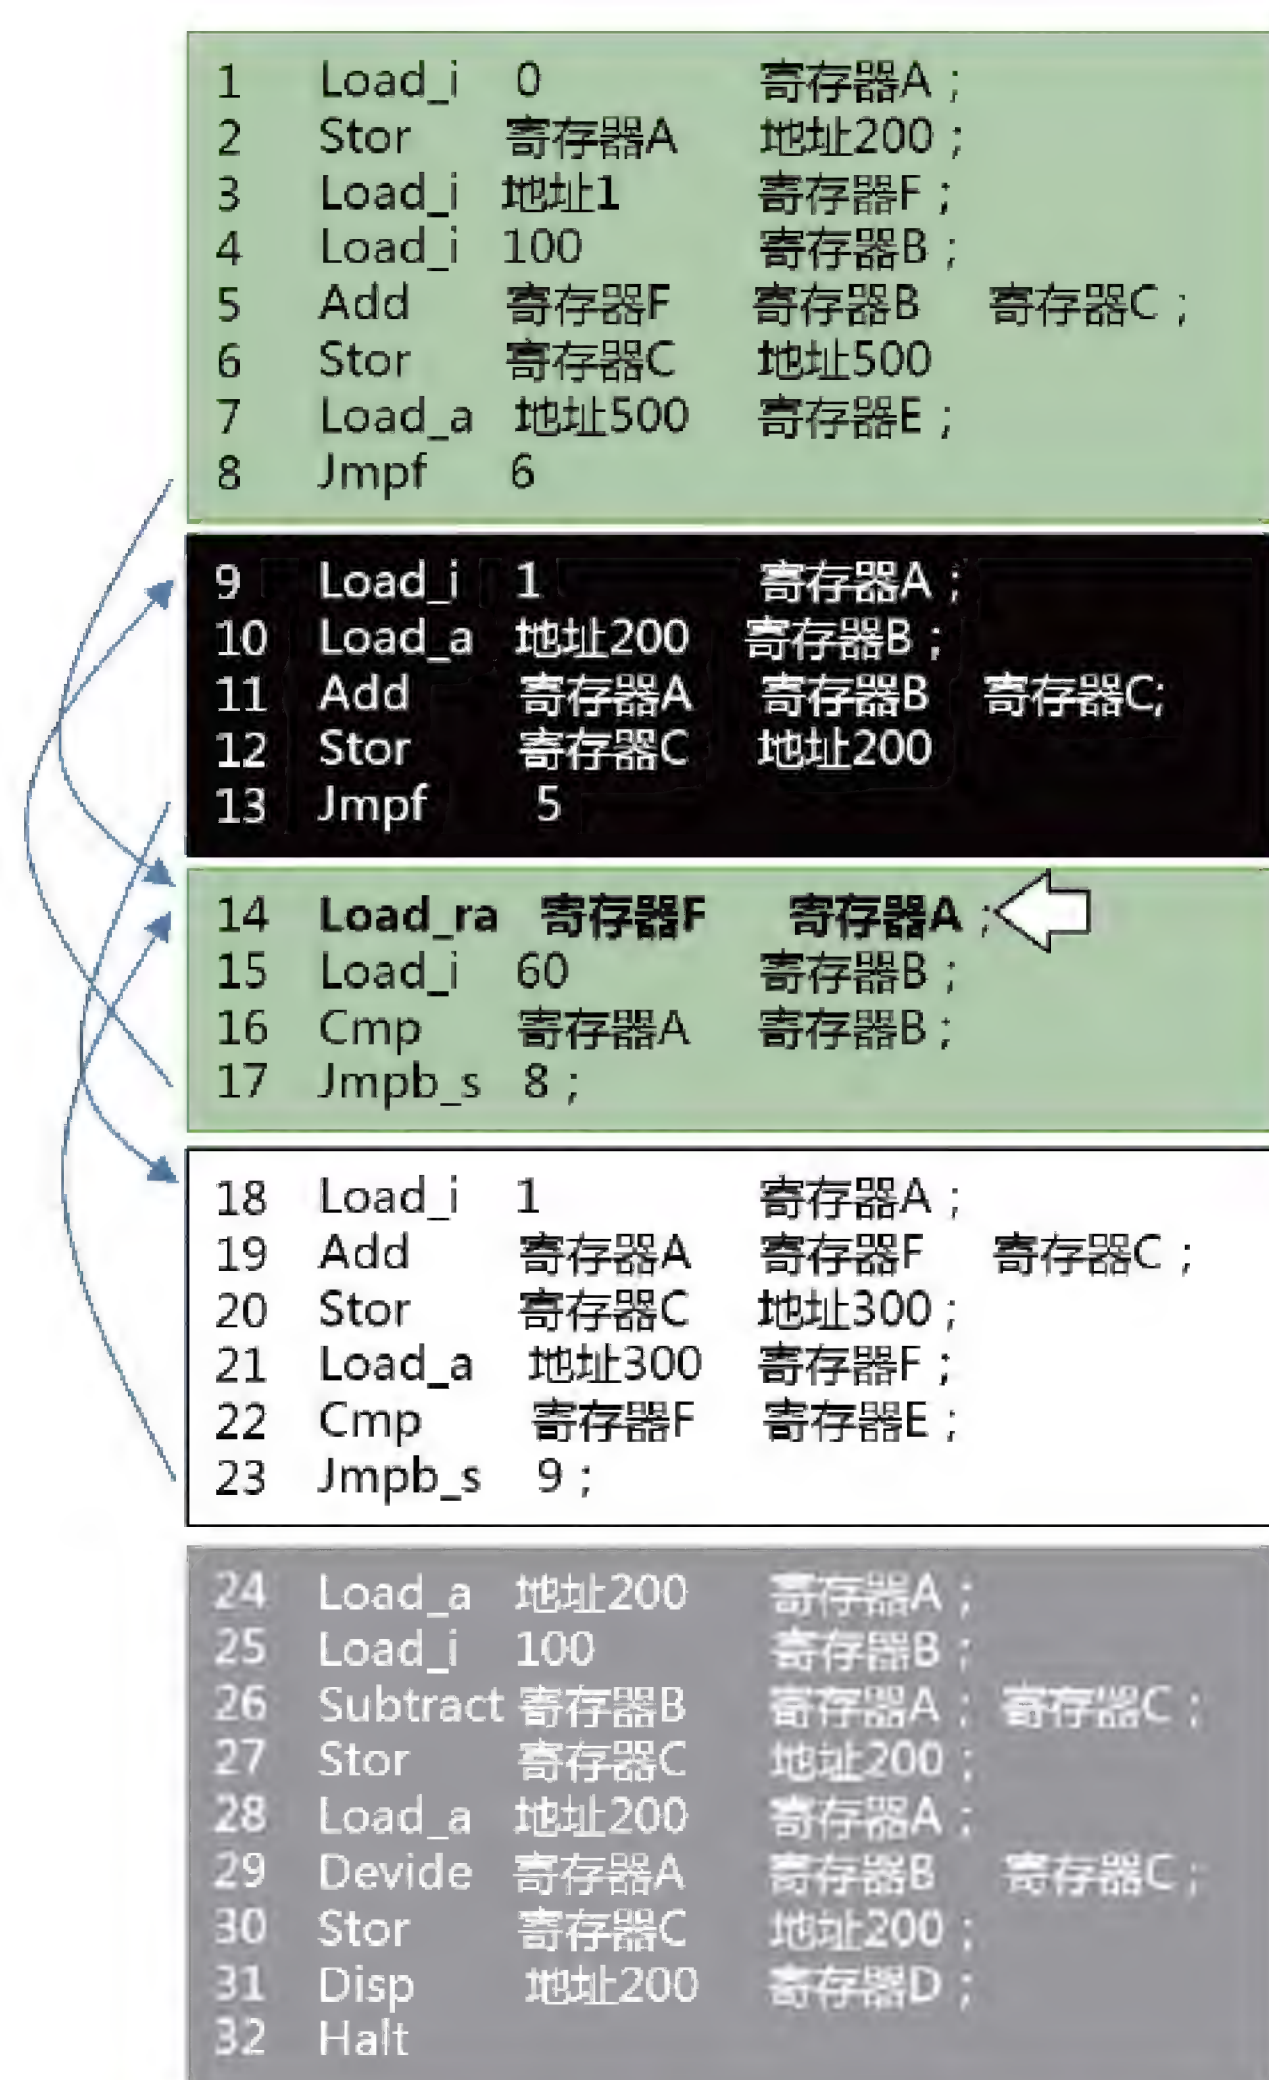 1 Load_i 0 寄存器A；
2 Stor 寄存器A 地址200；
3 Load_i 地址1 寄存器F；
4 Load_i 100 寄存器B；
5 Add 寄存器F 寄存器B 寄存器C；
6 Stor 寄存器C 地址500
7 Load_a 地址500 寄存器E；
8 Jmpf 6
9 Load_i 1 寄存器A；
10 Load_a 地址200 寄存器B；
11 Add 寄存器A 寄存器B 寄存器C;
12 Stor 寄存器C 地址200
13 Jmpf 5
14 Load_ra 寄存器F 寄存器A；
15 Load_i 60 寄存器B；
16 Cmp 寄存器A 寄存器B；
17 Jmpb_s 8；
18 Load_i 1 寄存器A；
19 Add 寄存器A 寄存器F 寄存器C；
20 Stor 寄存器C 地址300；
21 Load_a 地址300 寄存器F；
22 Cmp 寄存器F 寄存器E；
23 Jmpb_s 9；
24 Load_a 地址200 寄存器A；
25 Load_i 100 寄存器B；
26 Subtract 寄存器B 寄存器A； 寄存器C；
27 Stor 寄存器C 地址200；
28 Load_a 地址200 寄存器A；
29 Devide 寄存器A 寄存器B 寄存器C；
30 Stor 寄存器C 地址200；
31 Disp 地址200 寄存器D；
32 Halt